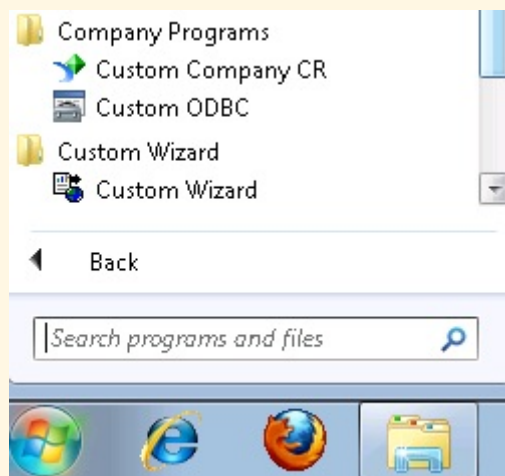 Company Programs
Custom Company CR
Custom ODBC
Custom Wizard
Custom Wizard
Back
Search programs and files